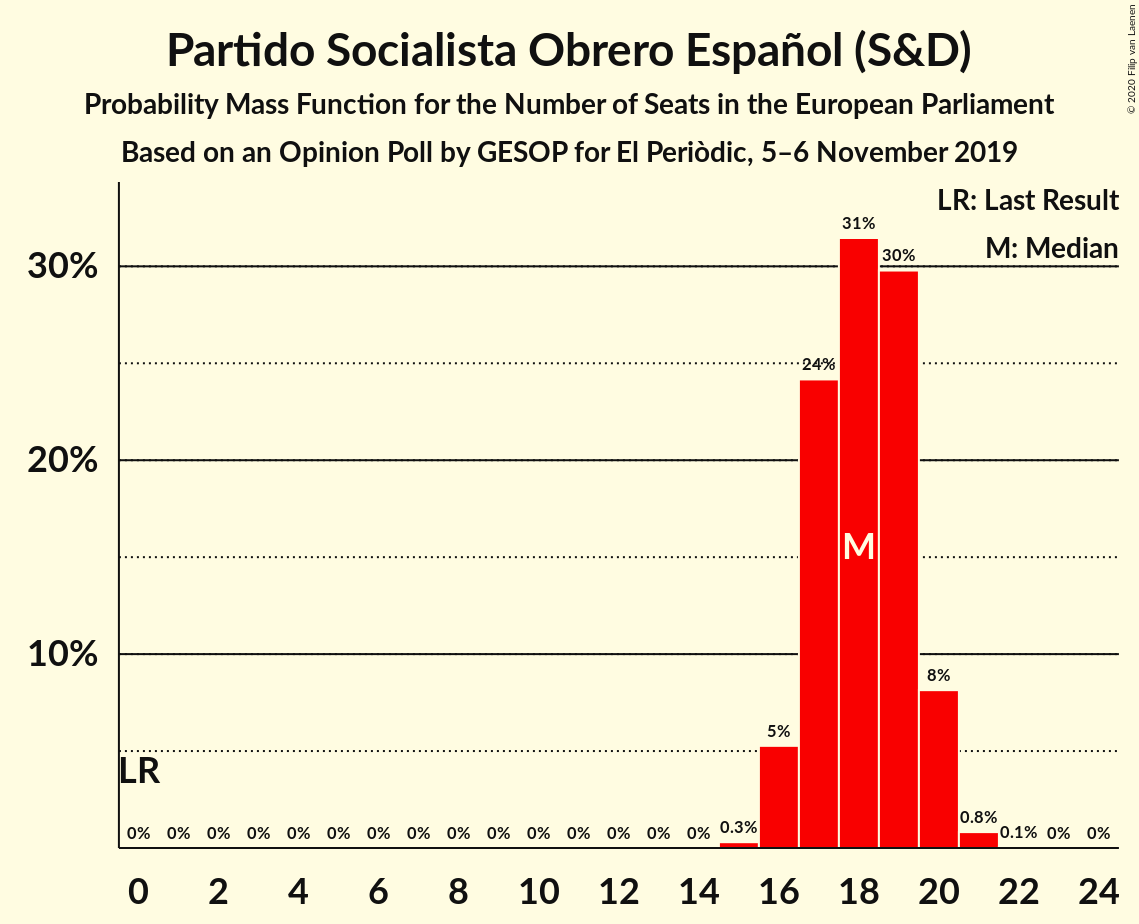 Partido Socialista Obrero Español (S&D)
Probability Mass Function for the Number of Seats in the European Parliament
Based on an Opinion Poll by GESOP for El Periòdic, 5–6 November 2019
© 2020 Filip van Laenen
LR: Last Result
M: Median
30%
20%
10%
31%
30%
24%
M
8%
5%
LR
0% 0% 0% 0% 0% 0% 0% 0% 0% 0% 0% 0% 0% 0% 0% 0.3% 0.8% 0.1% 0% 0%
0 2 4 6 8 10 12 14 16 18 20 22 24